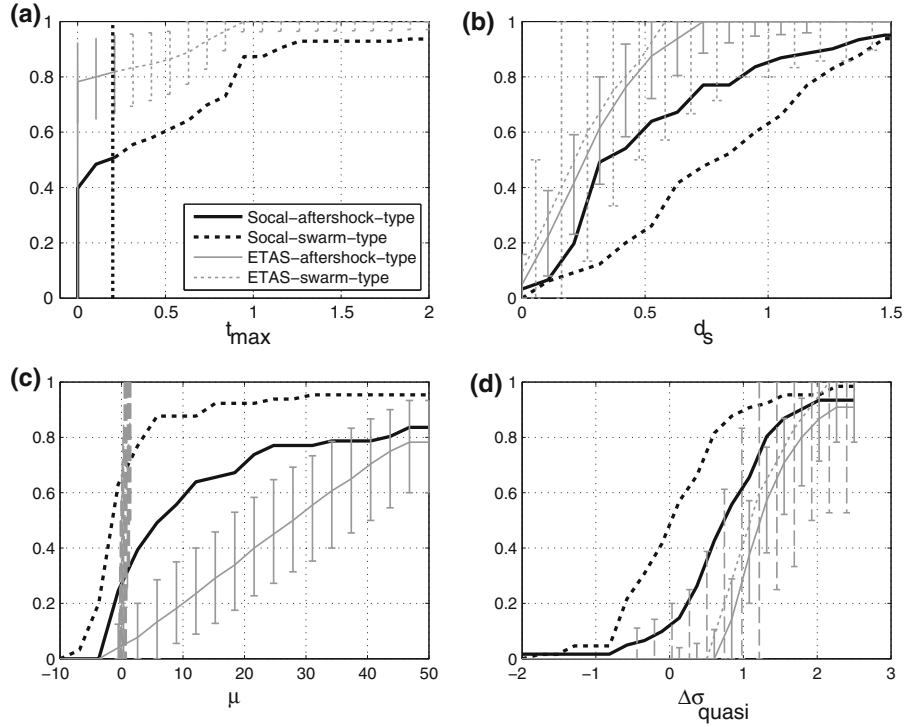 (a)
1
0.8
0.6
0.4
0.2
0
0 0.5 1 1.5 2
t_max
Socal-aftershock-type
Socal-swarm-type
ETAS-aftershock-type
ETAS-swarm-type
(b)
1
0.8
0.6
0.4
0.2
0
0 0.5 1 1.5
d_s
(c)
1
0.8
0.6
0.4
0.2
0
-10 0 10 20 30 40 50
μ
(d)
1
0.8
0.6
0.4
0.2
0
-2 -1 0 1 2 3
Δσ_quasi